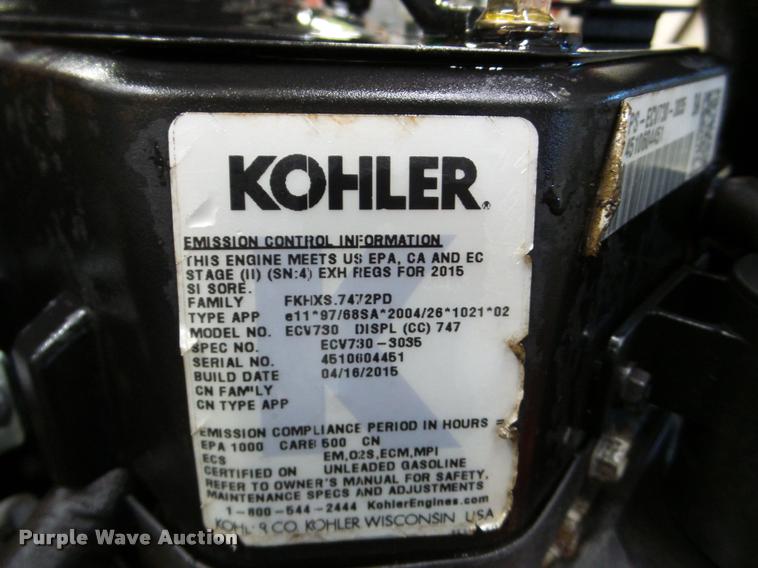 KOHLER.
EMISSION CONTROL INFORMATION
THIS ENGINE MEETS US EPA, CA AND EC
STAGE (II) (SN:4) EXH REGS FOR 2015
SI SORE.
FAMILY FKHXS.7472PD
TYPE APP e11*97/68SA*2004/26*1021*02
MODEL NO. ECV730 DISPL (CC) 747
SPEC NO. ECV730-3035
SERIAL NO. 4510604451
BUILD DATE 04/16/2015
CN FAMILY
CN TYPE APP
EMISSION COMPLIANCE PERIOD IN HOURS =
EPA 1000 CARB 500 CN
ECS EM,O2S,ECM,MPI
CERTIFIED ON UNLEADED GASOLINE
REFER TO OWNER'S MANUAL FOR SAFETY,
MAINTENANCE SPECS AND ADJUSTMENTS
1-800-544-2444 KohlerEngines.com
KOHLER CO. KOHLER WISCONSIN USA
PS-ECV730-3035
4510604451
Purple Wave Auction